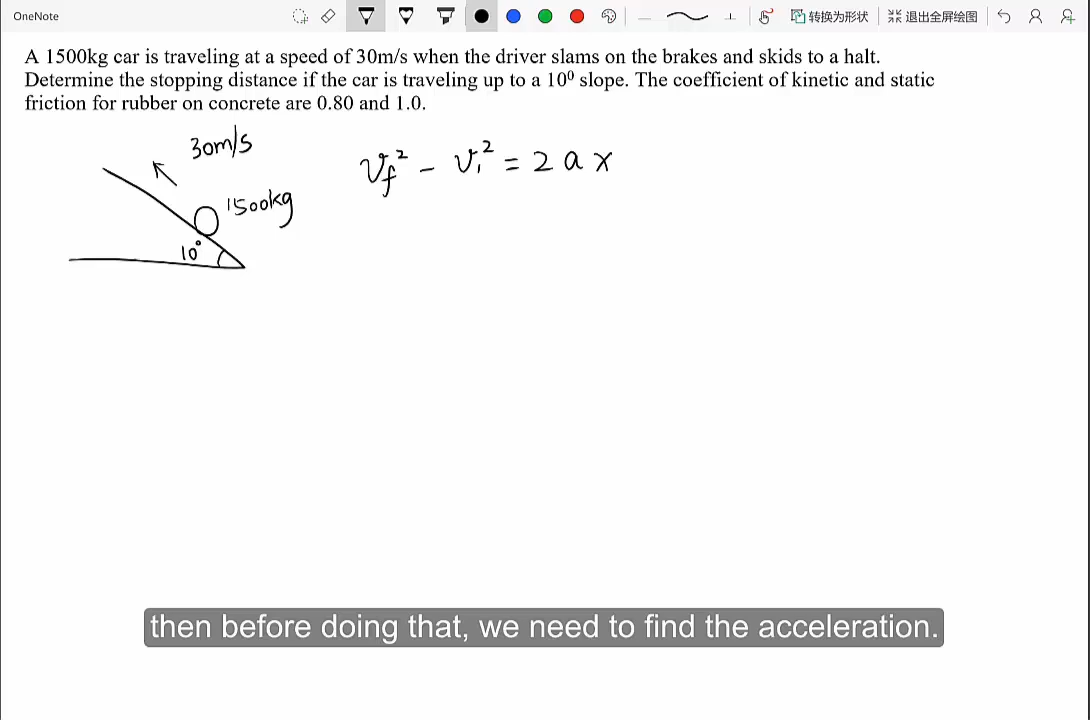 OneNote
转换为形状
退出全屏绘图
A 1500kg car is traveling at a speed of 30m/s when the driver slams on the brakes and skids to a halt.
Determine the stopping distance if the car is traveling up to a 10⁰ slope. The coefficient of kinetic and static
friction for rubber on concrete are 0.80 and 1.0.
30m/s
1500kg
10°
v_f² - v_i² = 2 a x
then before doing that, we need to find the acceleration.